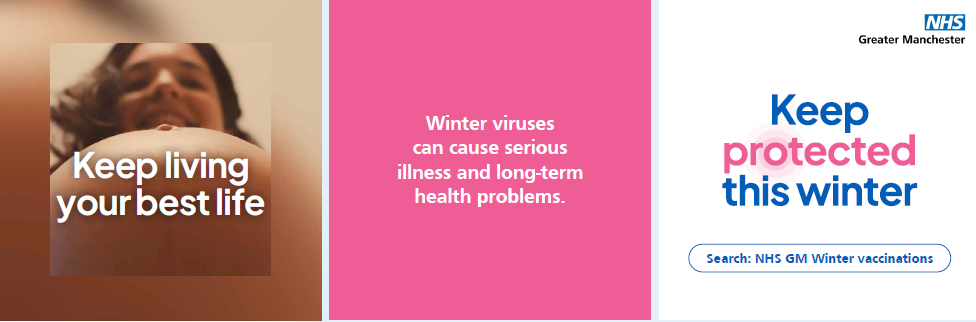 Keep living
your best life
Winter viruses
can cause serious
illness and long-term
health problems.
NHS
Greater Manchester
Keep
protected
this winter
Search: NHS GM Winter vaccinations